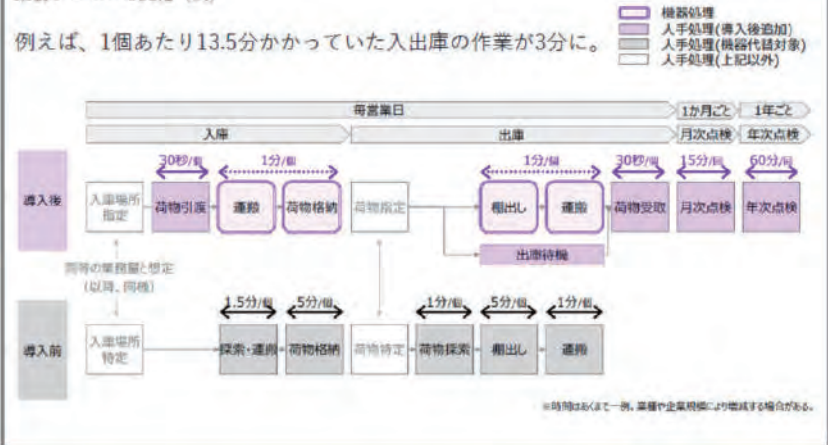 例えば、1個あたり13.5分かかっていた入出庫の作業が3分に。
機器処理
人手処理(導入後追加)
人手処理(機器代替対象)
人手処理(上記以外)
毎営業日 1か月ごと 1年ごと
入庫 出庫 月次点検 年次点検
導入後
30秒/個 1分/個 1分/個 30秒/個 15分/回 60分/回
入庫場所指定 荷物引渡 運搬 荷物格納 荷物指定 棚出し 運搬 荷物受取 月次点検 年次点検
出庫待機
同等の業務量と想定
(以降、同様)
導入前
1.5分/個 5分/個 1分/個 5分/個 1分/個
入庫場所特定 探索・運搬 荷物格納 荷物特定 荷物探索 棚出し 運搬
※時間はあくまで一例。業種や企業規模により増減する場合がある。